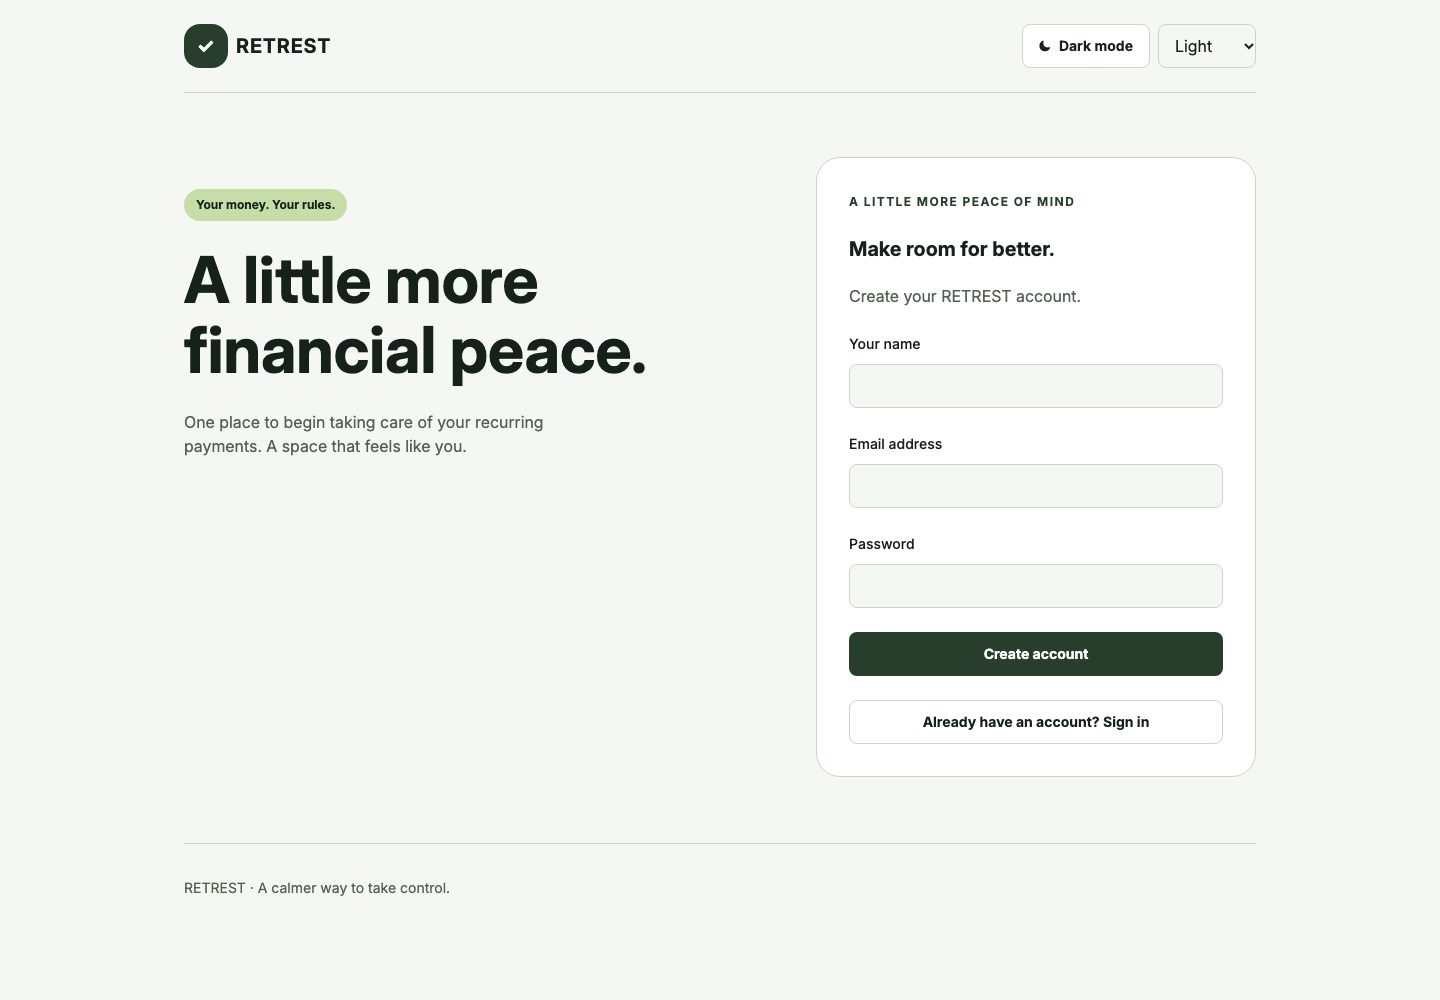 RETREST
Dark mode
Light
Your money. Your rules.
A little more
financial peace.
One place to begin taking care of your recurring
payments. A space that feels like you.
A LITTLE MORE PEACE OF MIND
Make room for better.
Create your RETREST account.
Your name
Email address
Password
Create account
Already have an account? Sign in
RETREST · A calmer way to take control.